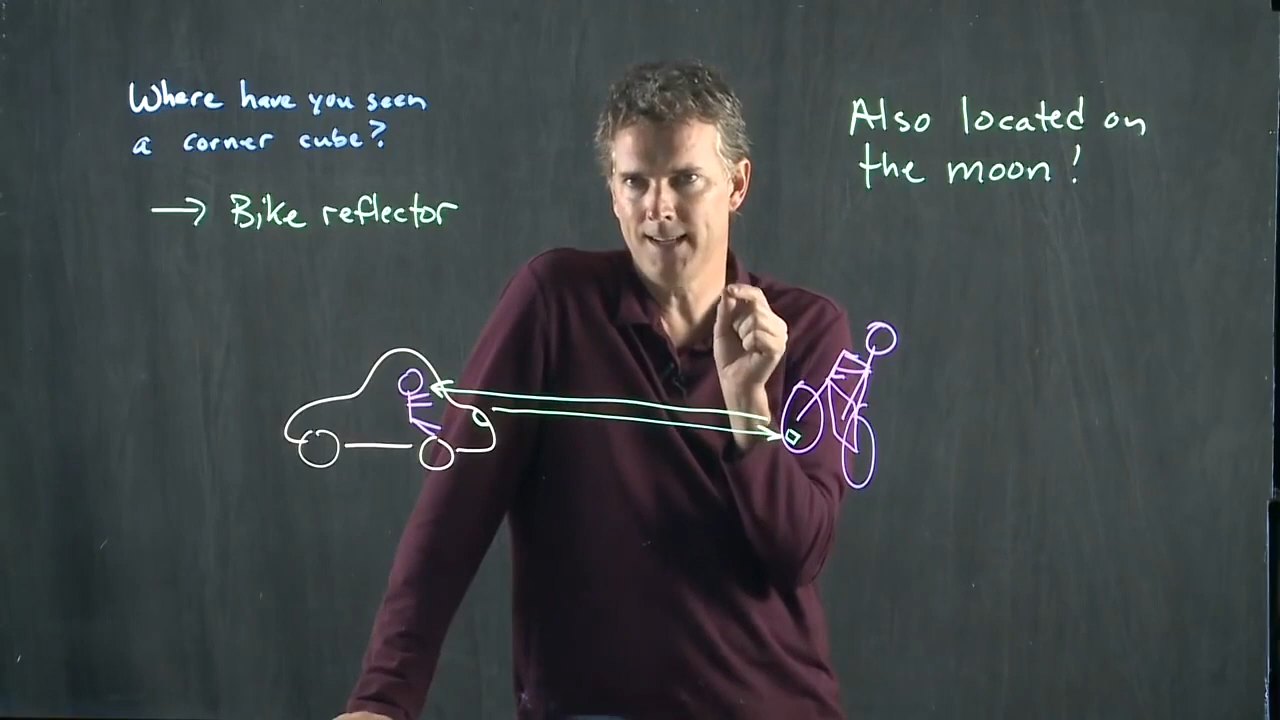 Where have you seen
a corner cube?
→ Bike reflector
Also located on
the moon!